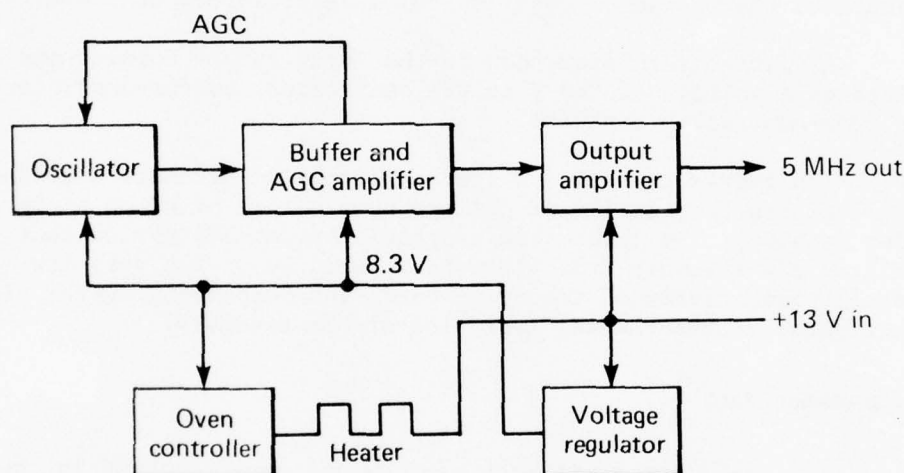 AGC
Oscillator
Buffer and
AGC amplifier
Output
amplifier
5 MHz out
8.3 V
+13 V in
Oven
controller
Heater
Voltage
regulator